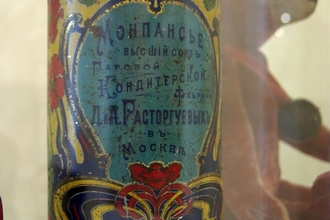 МОНПАНСЬЕ
ВЫСШІЙ СОРТЪ
ПАРОВОЙ
КОНДИТЕРСКОЙ
ФАБРИКИ
Д. и А. РАСТОРГУЕВЫХЪ
ВЪ
МОСКВѢ